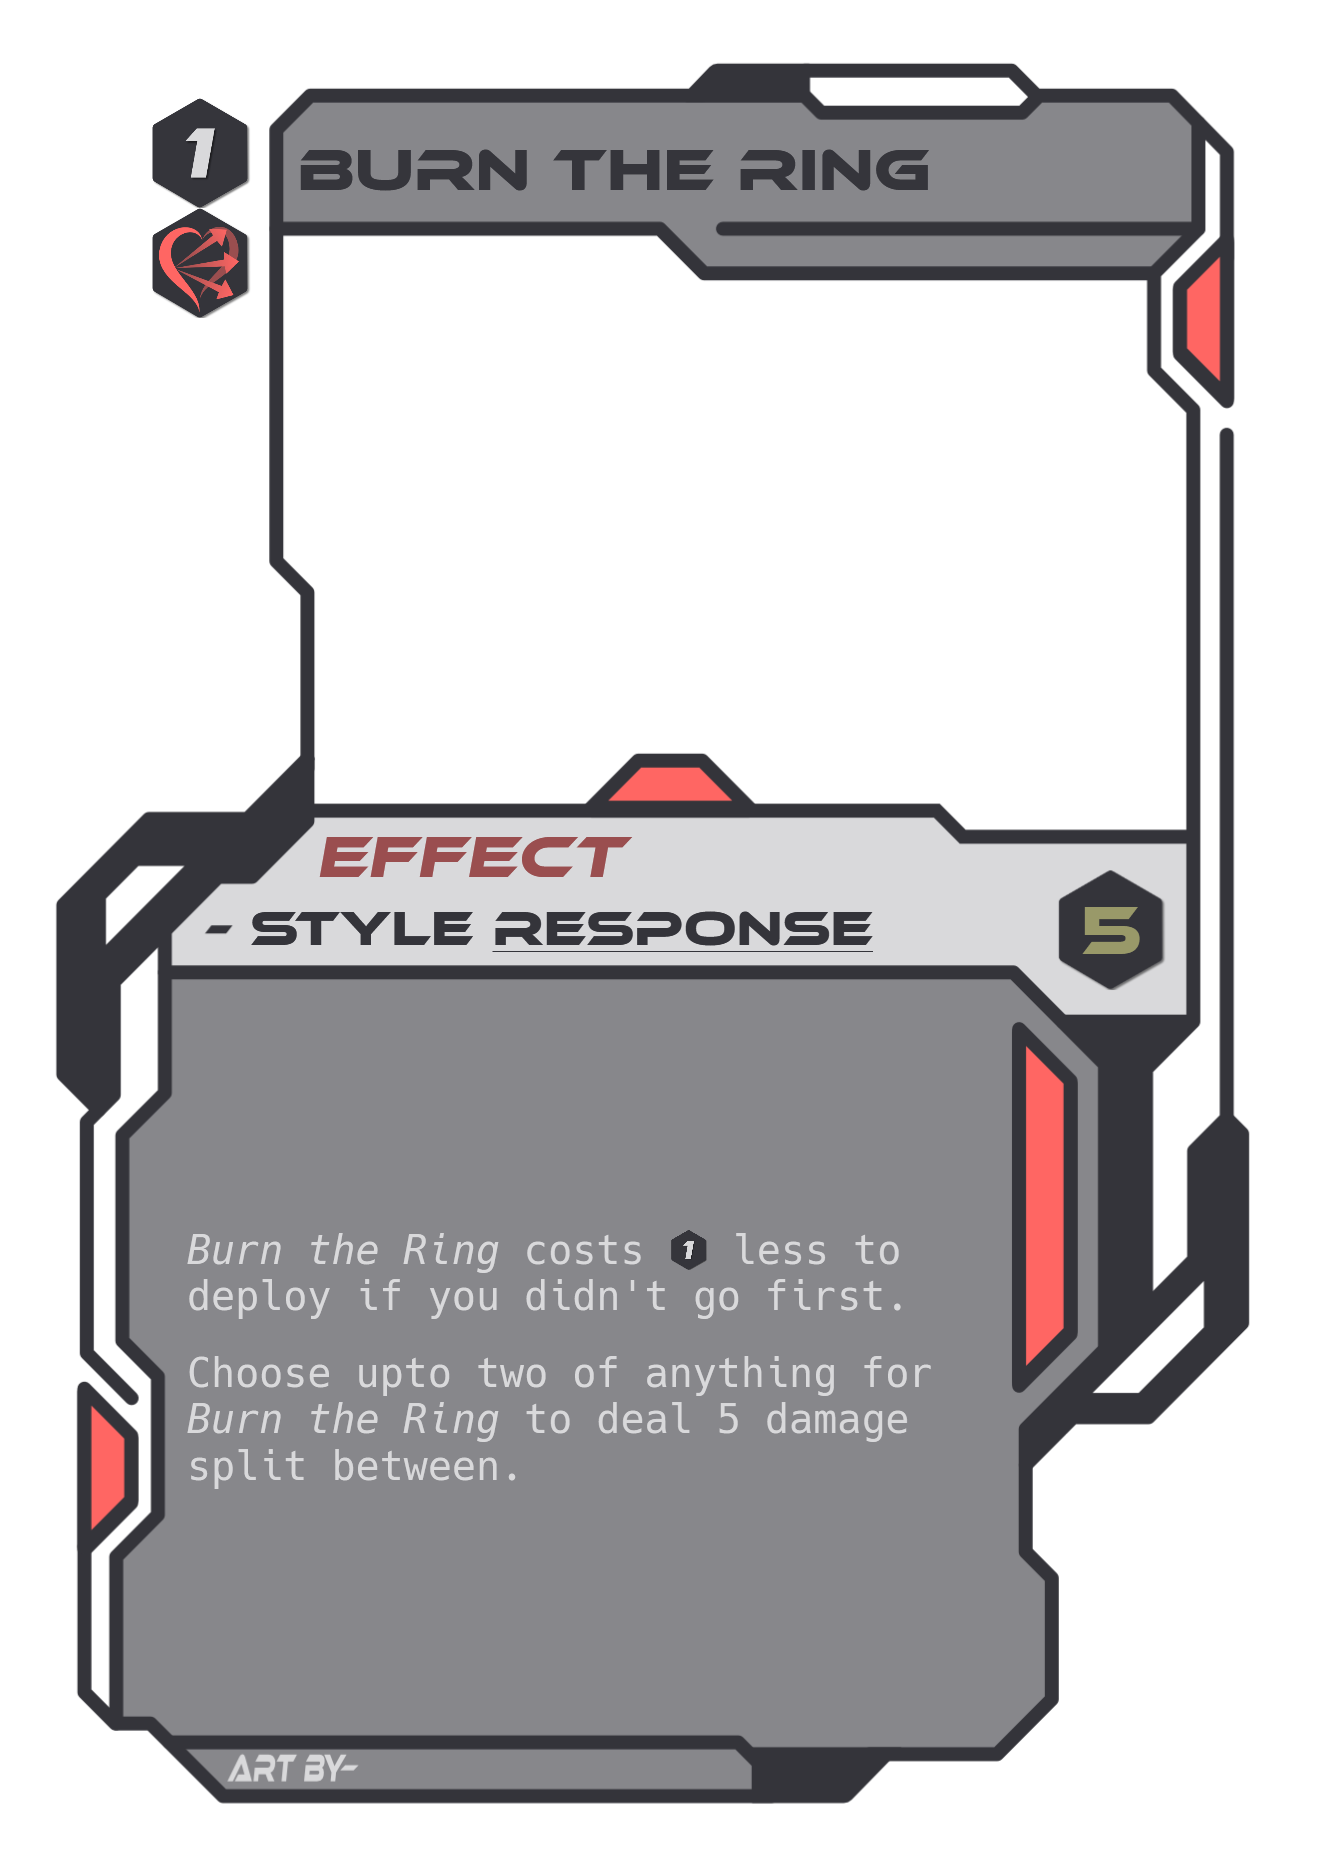 1
BURN THE RING
EFFECT
- STYLE RESPONSE
5
Burn the Ring costs 1 less to
deploy if you didn't go first.
Choose upto two of anything for
Burn the Ring to deal 5 damage
split between.
ART BY-